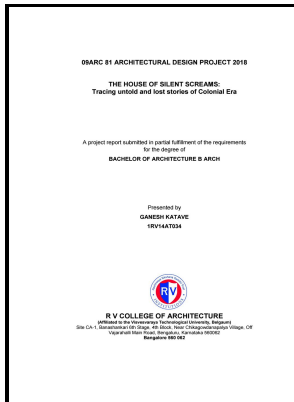 09ARC 81 ARCHITECTURAL DESIGN PROJECT 2018
THE HOUSE OF SILENT SCREAMS:
Tracing untold and lost stories of Colonial Era
A project report submitted in partial fulfillment of the requirements
for the degree of
BACHELOR OF ARCHITECTURE B ARCH
Presented by
GANESH KATAVE
1RV14AT034
RV
R V COLLEGE OF ARCHITECTURE
(Affiliated to the Visvesvaraya Technological University, Belgaum)
Site CA-1, Banashankari 6th Stage, 4th Block, Near Chikagowdanapalya Village, Off
Vajarahalli Main Road, Bengaluru, Karnataka 560062
Bangalore 560 062